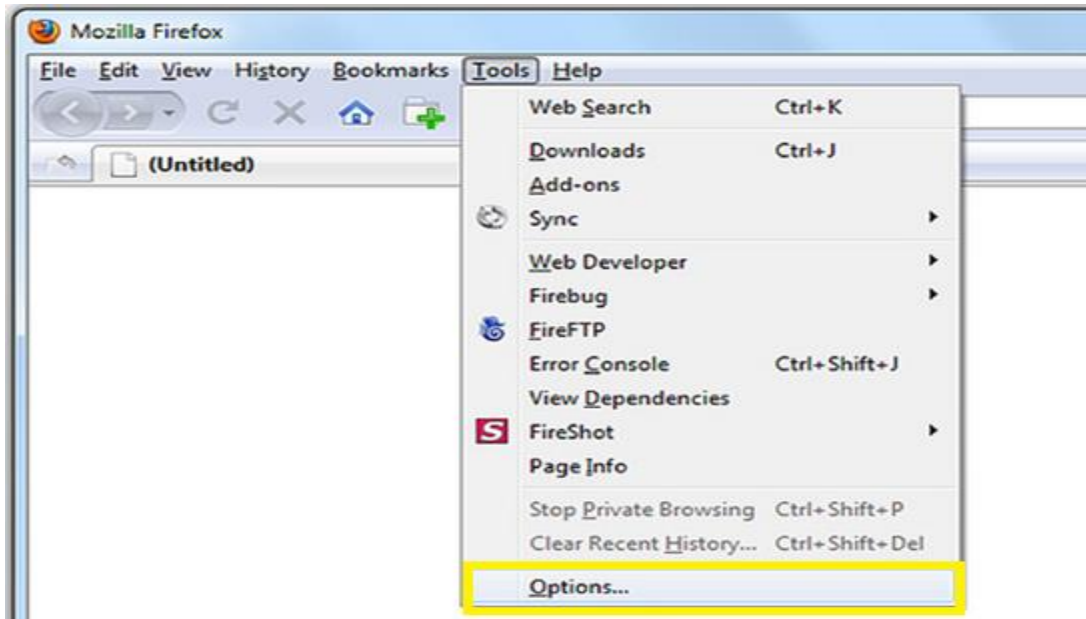 Mozilla Firefox
File Edit View History Bookmarks Tools Help
(Untitled)
Web Search Ctrl+K
Downloads Ctrl+J
Add-ons
Sync
Web Developer
Firebug
FireFTP
Error Console Ctrl+Shift+J
View Dependencies
S FireShot
Page Info
Stop Private Browsing Ctrl+Shift+P
Clear Recent History... Ctrl+Shift+Del
Options...